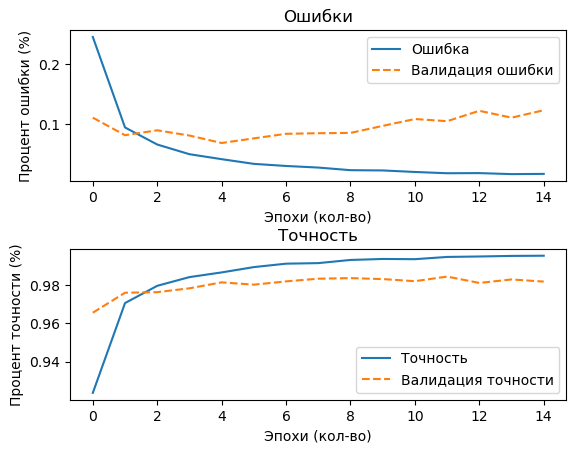 Ошибки
Процент ошибки (%)
0.2
0.1
Ошибка
Валидация ошибки
0 2 4 6 8 10 12 14
Эпохи (кол-во)
Точность
Процент точности (%)
0.98
0.96
0.94
Точность
Валидация точности
0 2 4 6 8 10 12 14
Эпохи (кол-во)